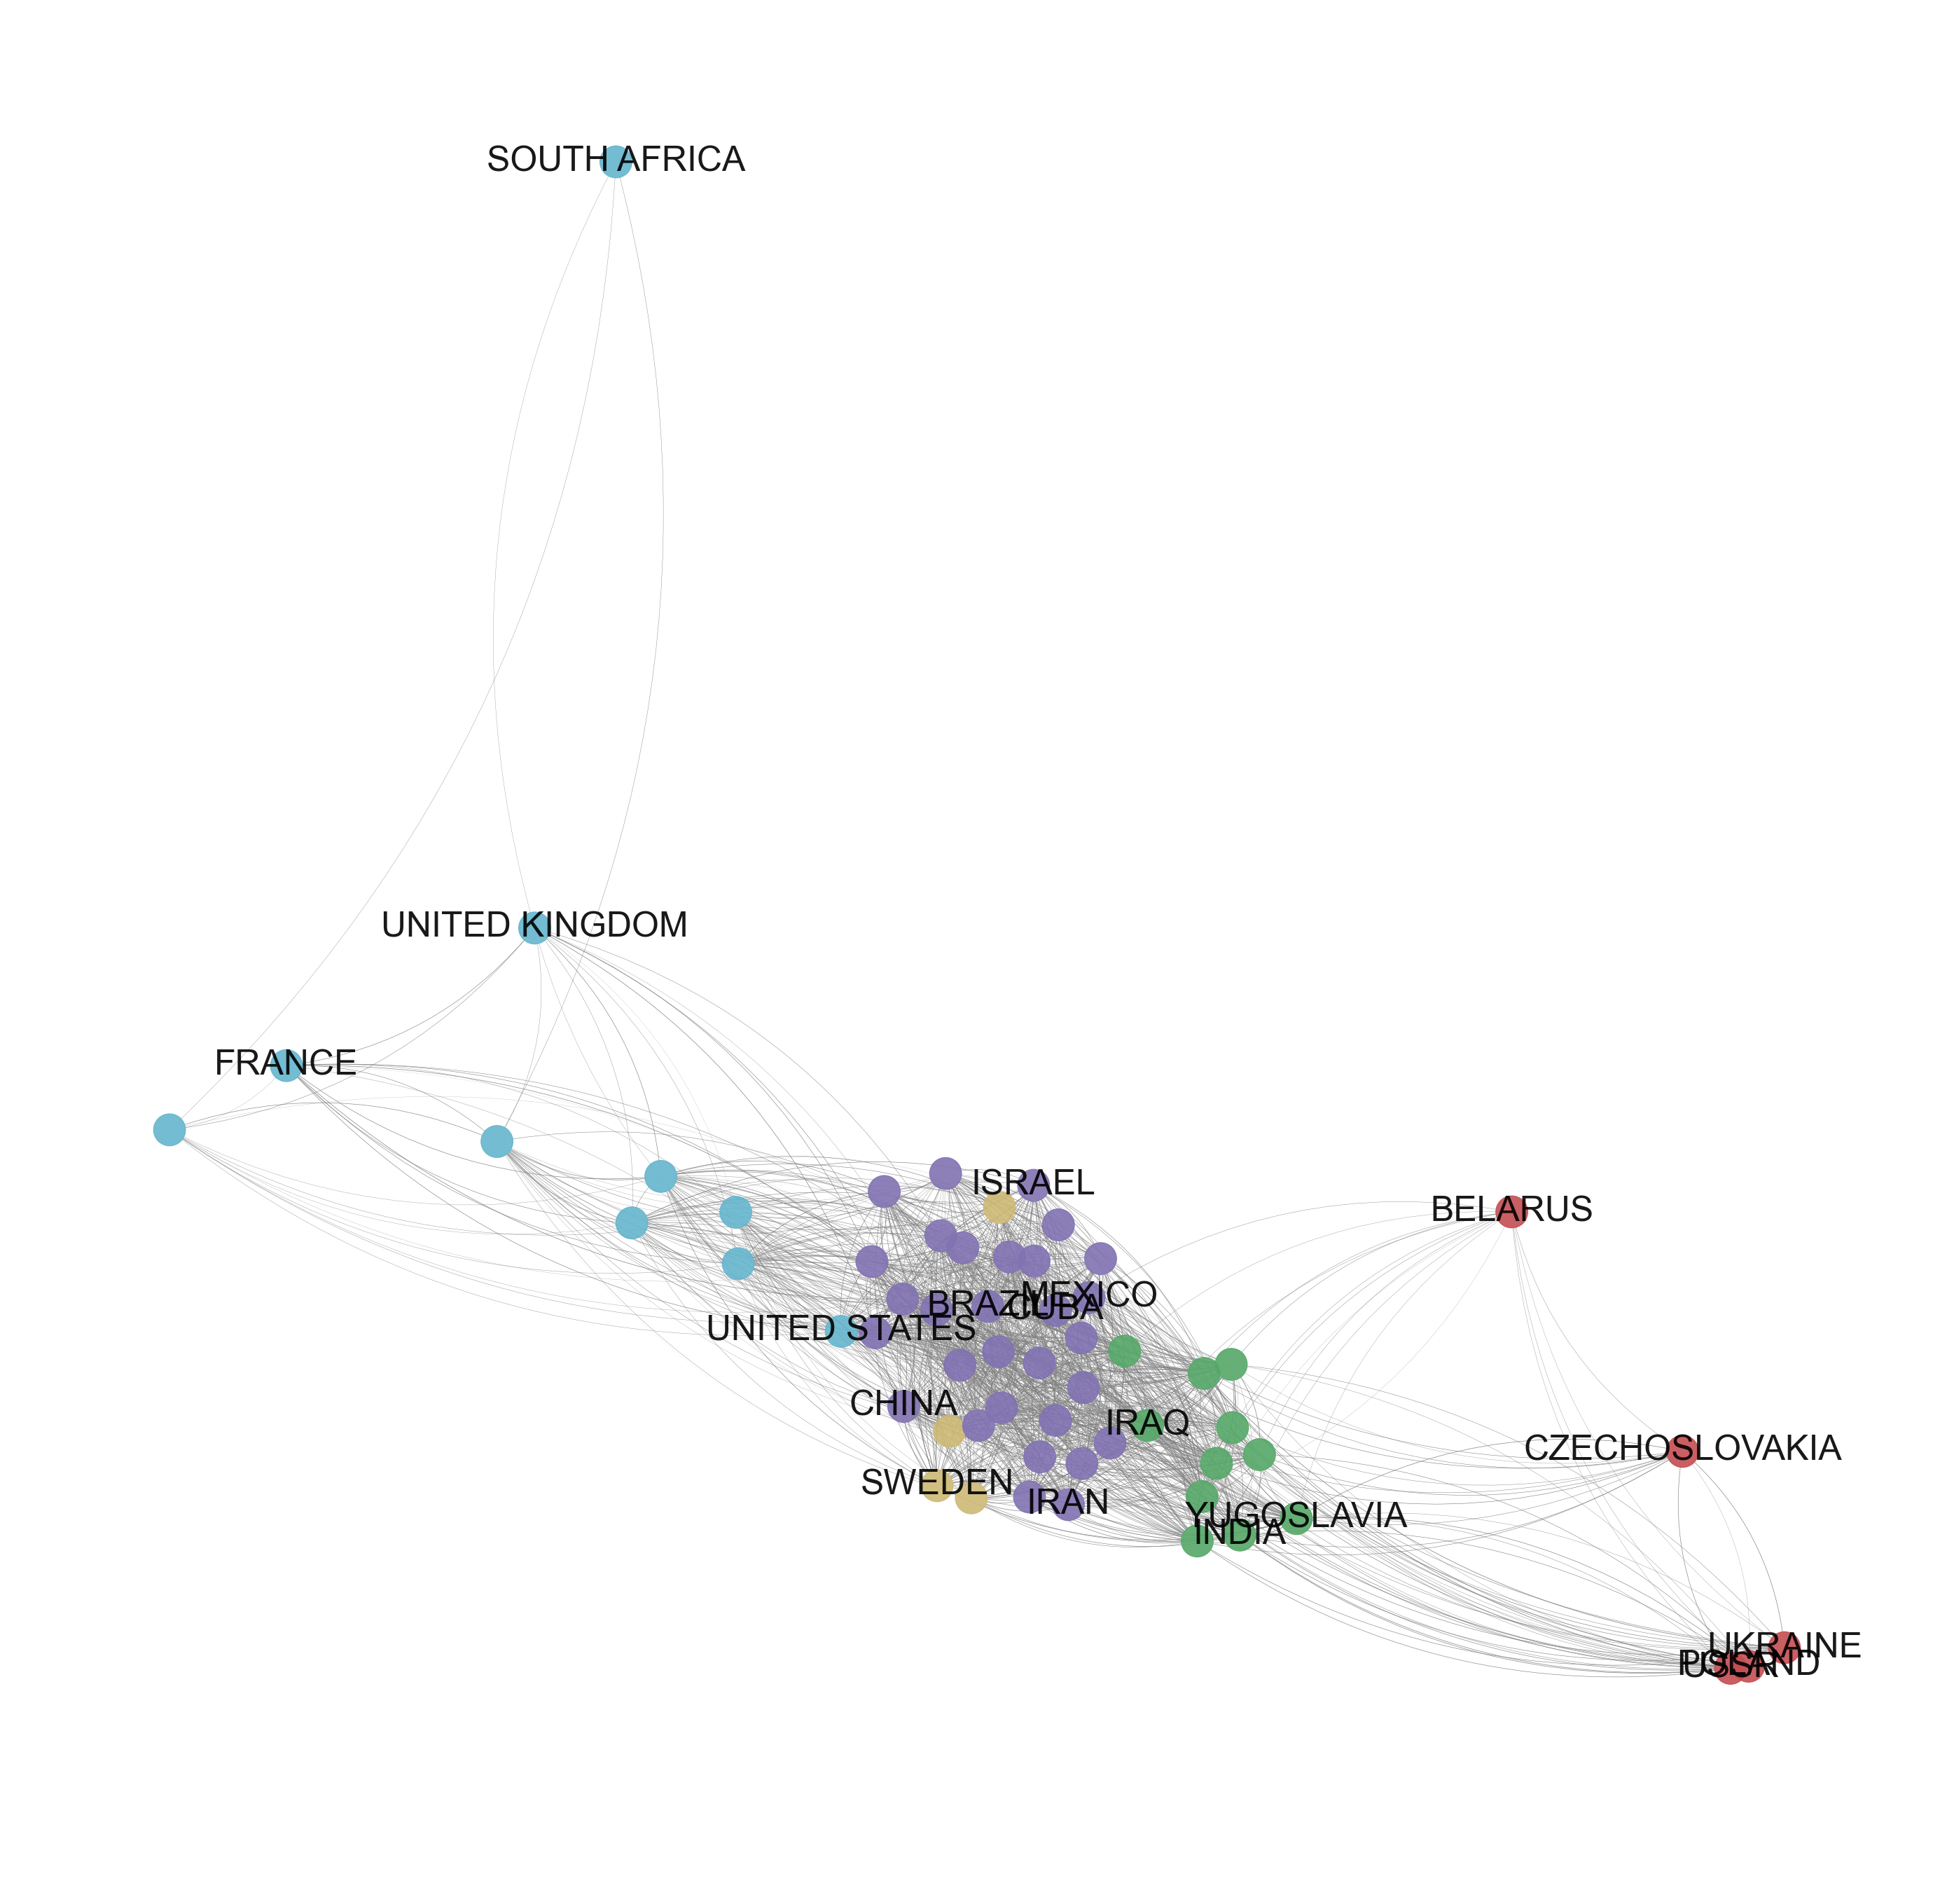 SOUTH AFRICA
UNITED KINGDOM
FRANCE
ISRAEL
BELARUS
MEXICO
BRAZIL
CUBA
UNITED STATES
CHINA
IRAQ
CZECHOSLOVAKIA
SWEDEN
IRAN
YUGOSLAVIA
INDIA
UKRAINE
POLAND
USSR